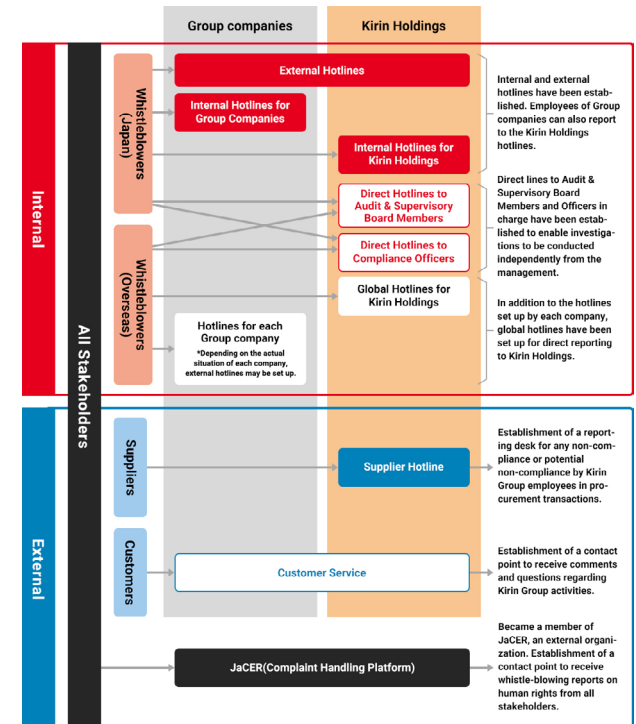 Group companies
Kirin Holdings
Internal
All Stakeholders
Whistleblowers
(Japan)
External Hotlines
Internal Hotlines for
Group Companies
Internal Hotlines for
Kirin Holdings
Internal and external
hotlines have been estab-
lished. Employees of Group
companies can also report
to the Kirin Holdings
hotlines.
Direct Hotlines to
Audit & Supervisory
Board Members
Direct Hotlines to
Compliance Officers
Direct lines to Audit &
Supervisory Board
Members and Officers in
charge have been estab-
lished to enable investiga-
tions to be conducted
independently from the
management.
Whistleblowers
(Overseas)
Global Hotlines for
Kirin Holdings
Hotlines for each
Group company
*Depending on the actual
situation of each company,
external hotlines may be set up.
In addition to the hotlines
set up by each company,
global hotlines have been
set up for direct reporting
to Kirin Holdings.
External
Suppliers
Supplier Hotline
Establishment of a report-
ing desk for any non-com-
pliance or potential
non-compliance by Kirin
Group employees in pro-
curement transactions.
Customers
Customer Service
Establishment of a contact
point to receive comments
and questions regarding
Kirin Group activities.
JaCER(Complaint Handling Platform)
Became a member of
JaCER, an external organi-
zation. Establishment of a
contact point to receive
whistle-blowing reports on
human rights from all
stakeholders.